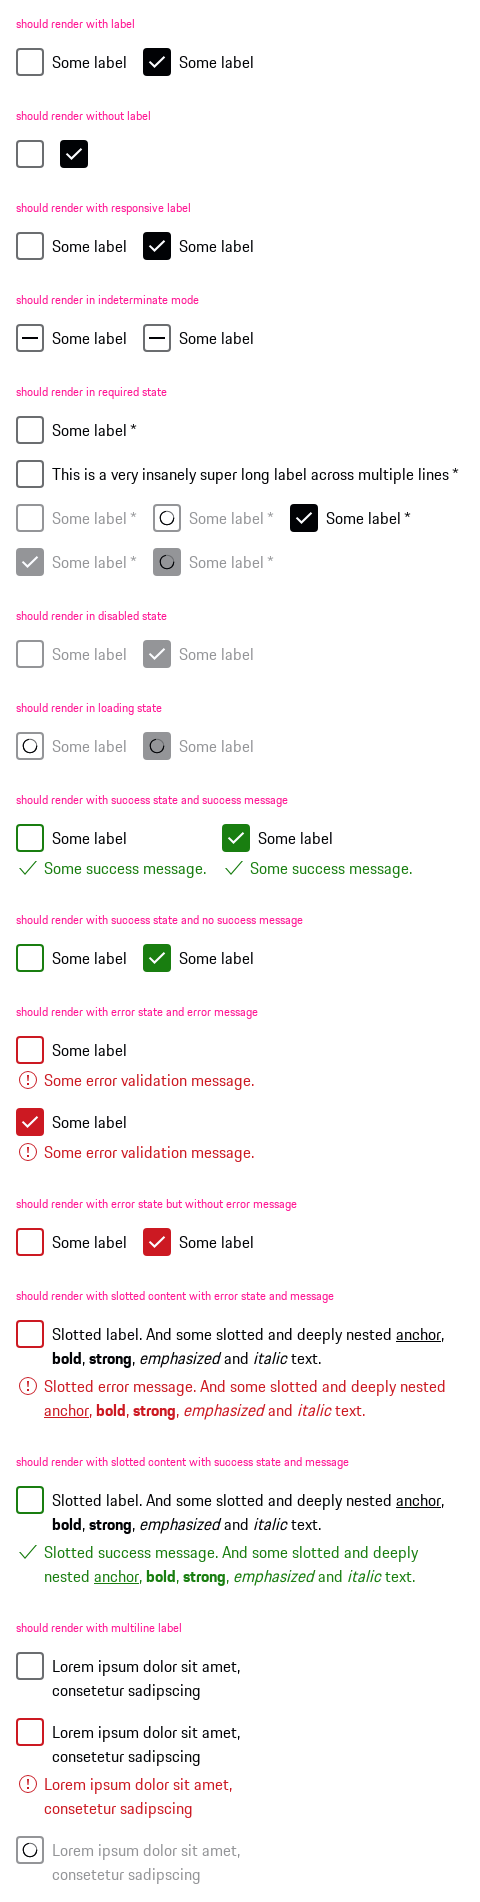 should render with label
Some label Some label
should render without label
should render with responsive label
Some label Some label
should render in indeterminate mode
Some label Some label
should render in required state
Some label *
This is a very insanely super long label across multiple lines *
Some label * Some label * Some label *
Some label * Some label *
should render in disabled state
Some label Some label
should render in loading state
Some label Some label
should render with success state and success message
Some label Some label
Some success message. Some success message.
should render with success state and no success message
Some label Some label
should render with error state and error message
Some label
Some error validation message.
Some label
Some error validation message.
should render with error state but without error message
Some label Some label
should render with slotted content with error state and message
Slotted label. And some slotted and deeply nested anchor,
bold, strong, emphasized and italic text.
Slotted error message. And some slotted and deeply nested
anchor, bold, strong, emphasized and italic text.
should render with slotted content with success state and message
Slotted label. And some slotted and deeply nested anchor,
bold, strong, emphasized and italic text.
Slotted success message. And some slotted and deeply
nested anchor, bold, strong, emphasized and italic text.
should render with multiline label
Lorem ipsum dolor sit amet,
consetetur sadipscing
Lorem ipsum dolor sit amet,
consetetur sadipscing
Lorem ipsum dolor sit amet,
consetetur sadipscing
Lorem ipsum dolor sit amet,
consetetur sadipscing